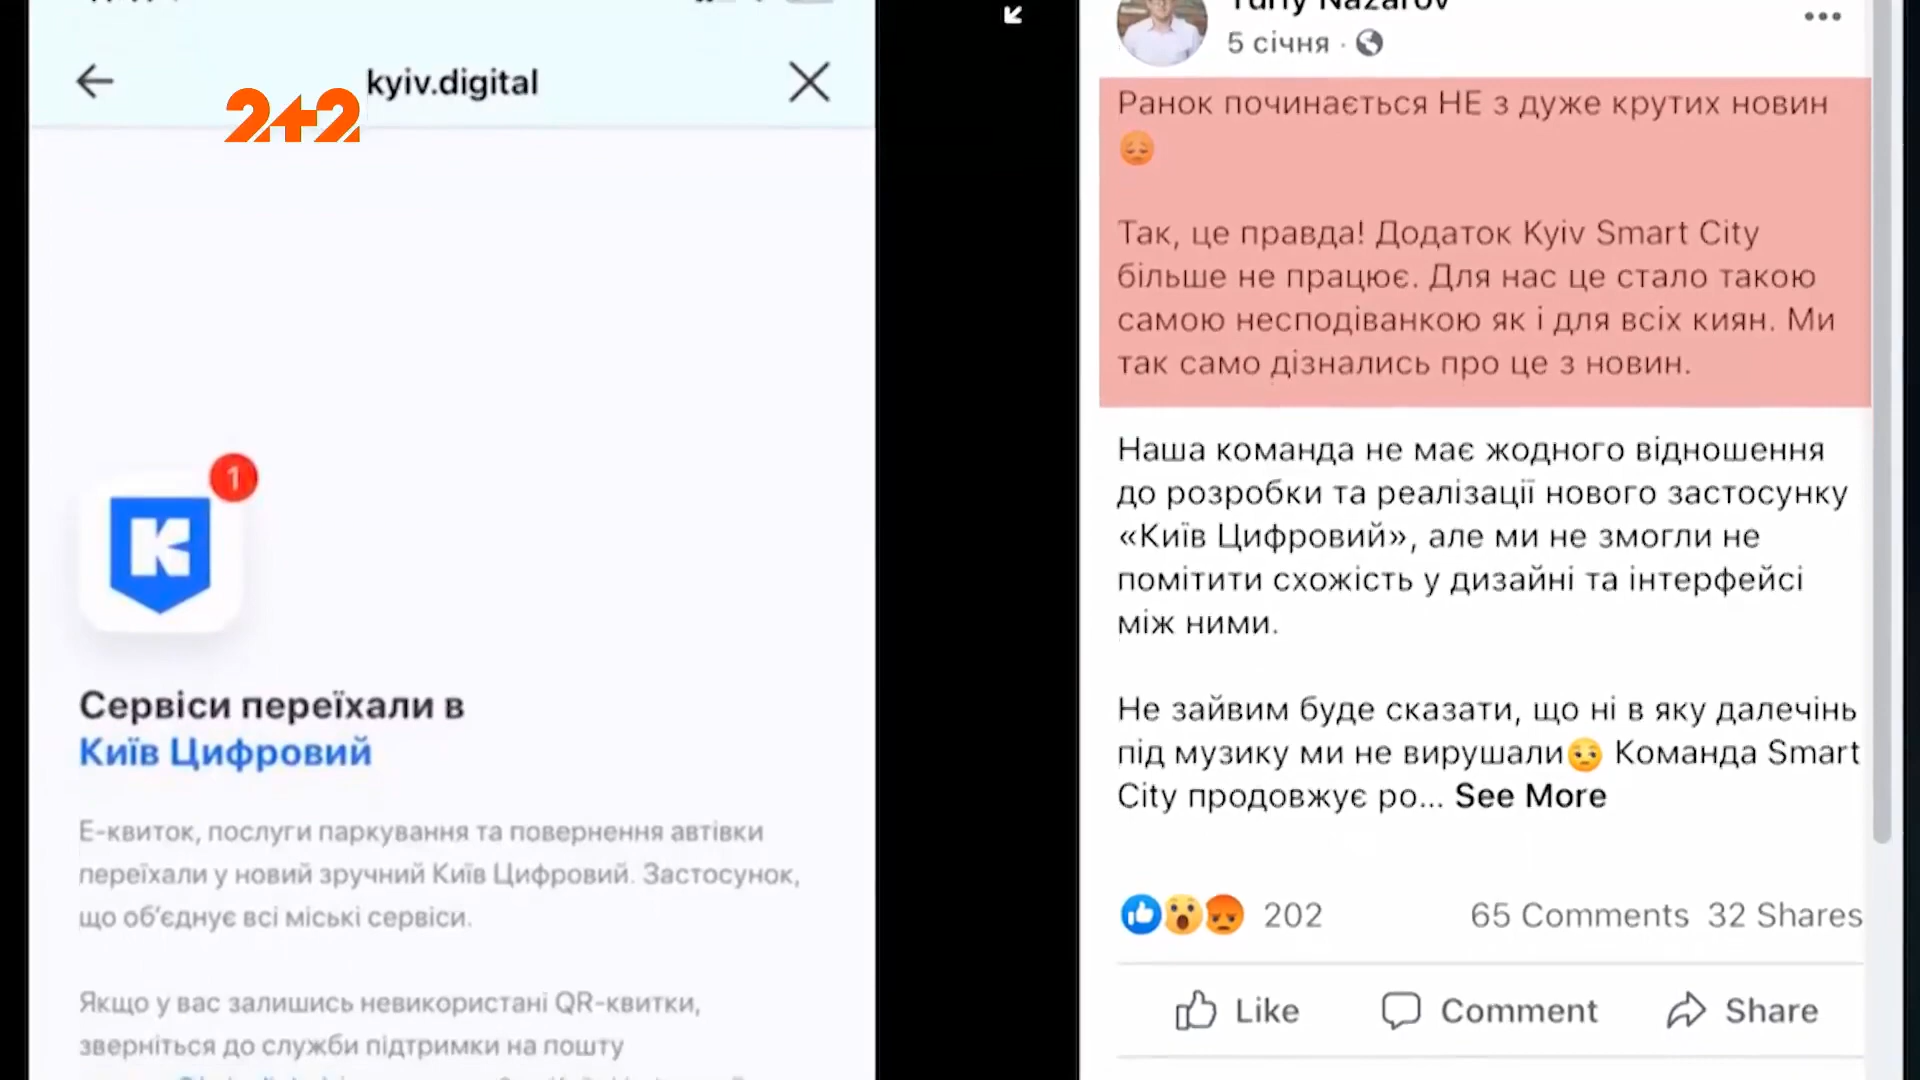 kyiv.digital
2+2
1
Сервіси переїхали в
Київ Цифровий
Е-квиток, послуги паркування та повернення автівки
переїхали у новий зручний Київ Цифровий. Застосунок,
що об'єднує всі міські сервіси.
Якщо у вас залишись невикористані QR-квитки,
зверніться до служби підтримки на пошту
Yuriy Nazarov
5 січня
Ранок починається НЕ з дуже крутих новин
Так, це правда! Додаток Kyiv Smart City
більше не працює. Для нас це стало такою
самою несподіванкою як і для всіх киян. Ми
так само дізнались про це з новин.
Наша команда не має жодного відношення
до розробки та реалізації нового застосунку
«Київ Цифровий», але ми не змогли не
помітити схожість у дизайні та інтерфейсі
між ними.
Не зайвим буде сказати, що ні в яку далечінь
під музику ми не вирушали Команда Smart
City продовжує ро... See More
202
65 Comments 32 Shares
Like Comment Share